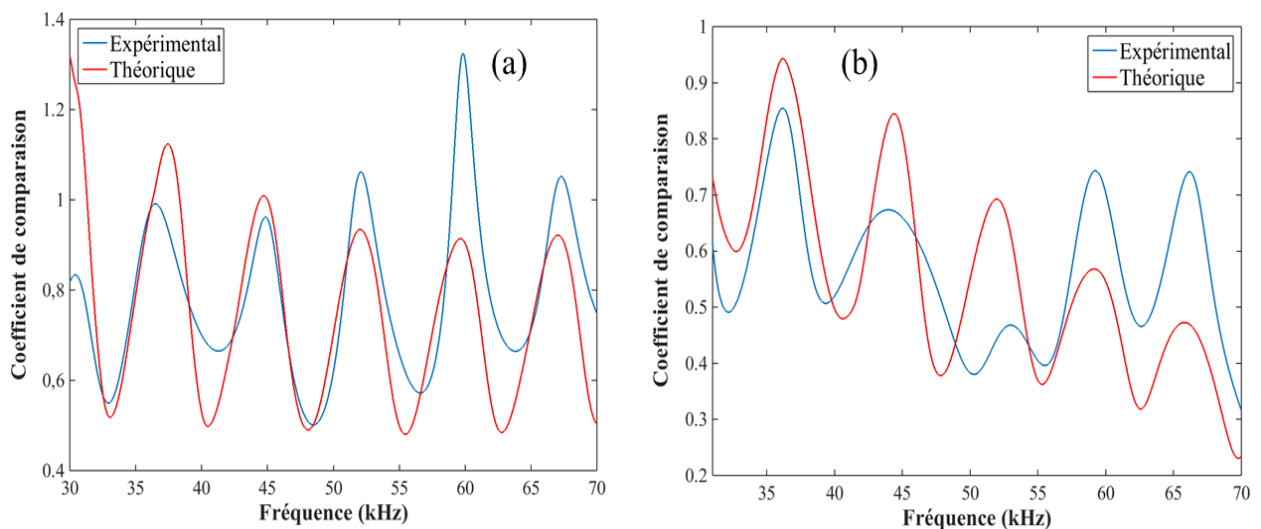 1.4
1.2
1
0.8
0.6
0.4
30 35 40 45 50 55 60 65 70
Coefficient de comparaison
Fréquence (kHz)
Expérimental
Théorique
(a)
1
0.9
0.8
0.7
0.6
0.5
0.4
0.3
0.2
35 40 45 50 55 60 65 70
Coefficient de comparaison
Fréquence (kHz)
(b)
Expérimental
Théorique